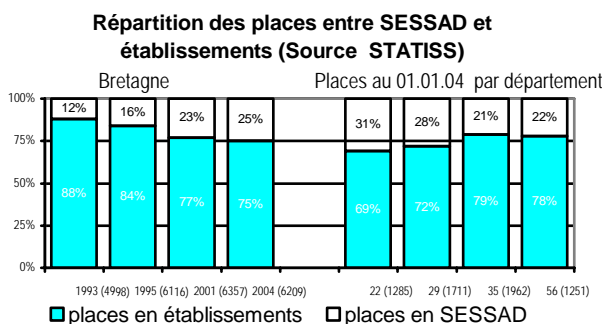 Répartition des places entre SESSAD et
établissements (Source STATISS)
Bretagne
Places au 01.01.04 par département
100%
75%
50%
25%
0%
12% 16% 23% 25% 31% 28% 21% 22%
88% 84% 77% 75% 69% 72% 79% 78%
1993 (4998) 1995 (6116) 2001 (6357) 2004 (6209) 22 (1285) 29 (1711) 35 (1962) 56 (1251)
places en établissements places en SESSAD